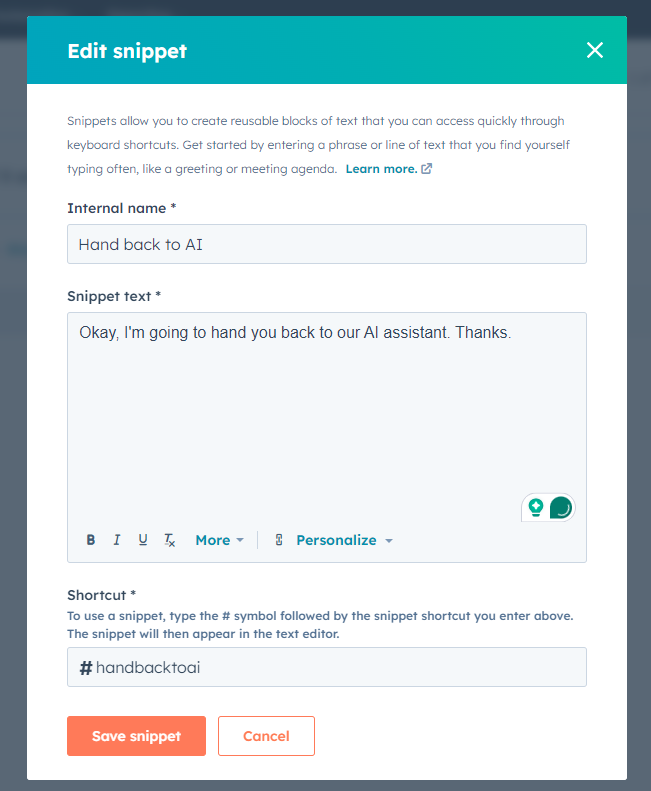 Edit snippet
Snippets allow you to create reusable blocks of text that you can access quickly through
keyboard shortcuts. Get started by entering a phrase or line of text that you find yourself
typing often, like a greeting or meeting agenda. Learn more.
Internal name *
Hand back to AI
Snippet text *
Okay, I'm going to hand you back to our AI assistant. Thanks.
B I U Tx More Personalize
Shortcut *
To use a snippet, type the # symbol followed by the snippet shortcut you enter above.
The snippet will then appear in the text editor.
# handbacktoai
Save snippet Cancel